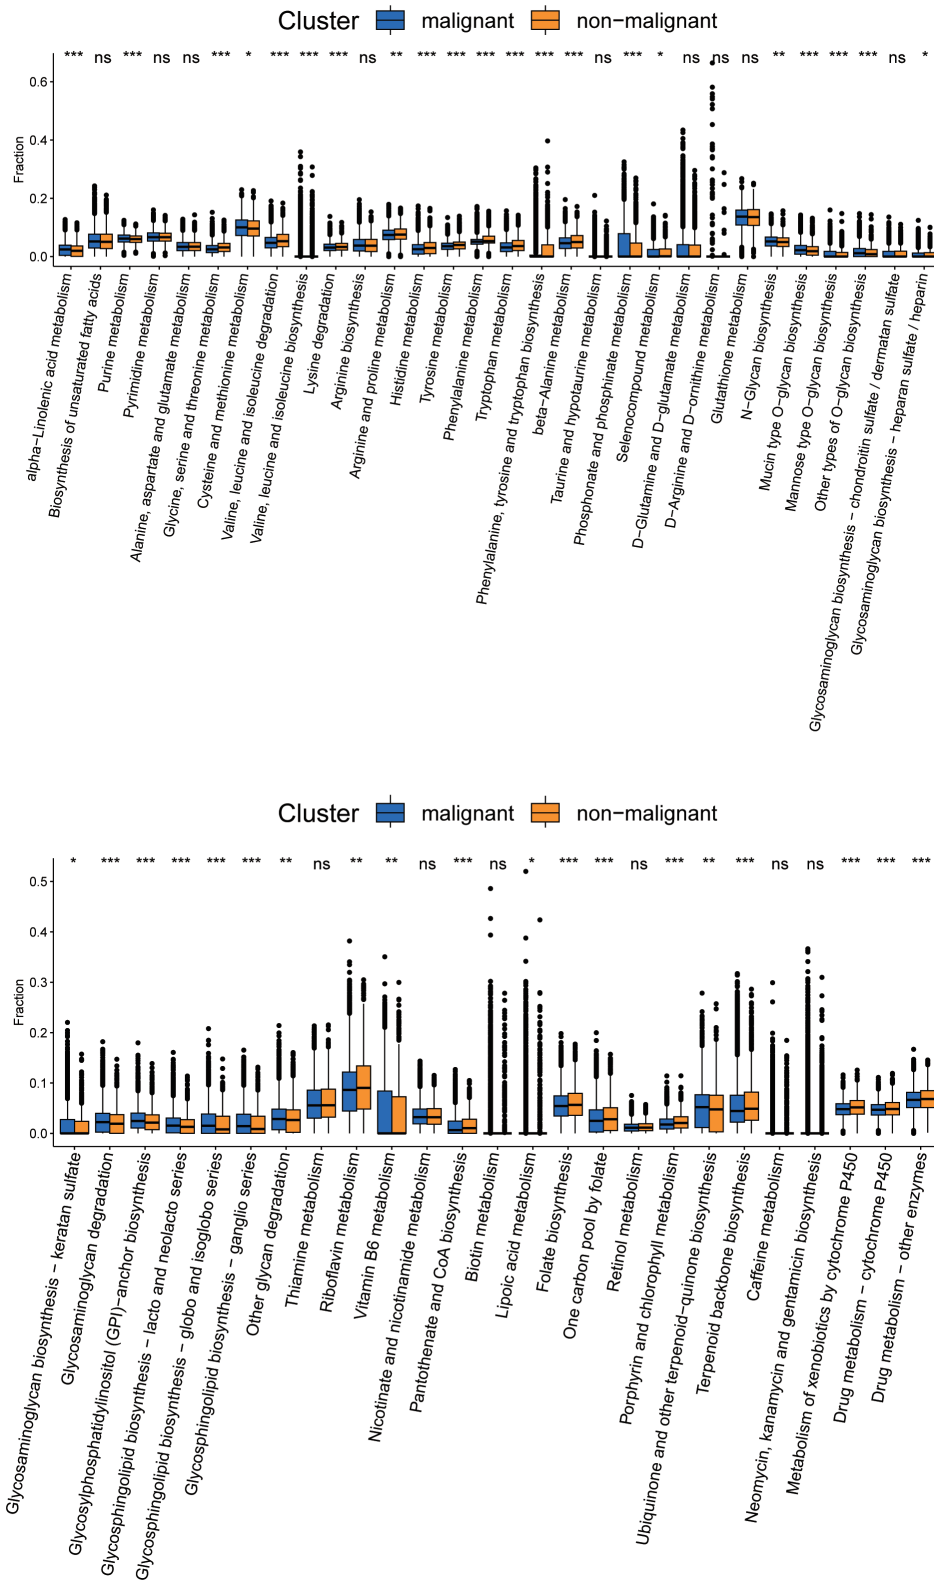 Cluster malignant non−malignant
*** ns *** ns ns *** * *** *** *** ns ** *** *** *** *** *** *** ns *** * ns ns ns ** *** *** *** ns *
Fraction
0.6
0.4
0.2
0.0
alpha−Linolenic acid metabolism
Biosynthesis of unsaturated fatty acids
Purine metabolism
Pyrimidine metabolism
Alanine, aspartate and glutamate metabolism
Glycine, serine and threonine metabolism
Cysteine and methionine metabolism
Valine, leucine and isoleucine degradation
Valine, leucine and isoleucine biosynthesis
Lysine degradation
Arginine biosynthesis
Arginine and proline metabolism
Histidine metabolism
Tyrosine metabolism
Phenylalanine metabolism
Tryptophan metabolism
Phenylalanine, tyrosine and tryptophan biosynthesis
beta−Alanine metabolism
Taurine and hypotaurine metabolism
Phosphonate and phosphinate metabolism
Selenocompound metabolism
D−Glutamine and D−glutamate metabolism
D−Arginine and D−ornithine metabolism
Glutathione metabolism
N−Glycan biosynthesis
Mucin type O−glycan biosynthesis
Mannose type O−glycan biosynthesis
Other types of O−glycan biosynthesis
Glycosaminoglycan biosynthesis − chondroitin sulfate / dermatan sulfate
Glycosaminoglycan biosynthesis − heparan sulfate / heparin
Cluster malignant non−malignant
* *** *** *** *** *** ** ns ** ** ns *** ns * *** *** ns *** ** *** ns ns *** *** ***
Fraction
0.5
0.4
0.3
0.2
0.1
0.0
Glycosaminoglycan biosynthesis − keratan sulfate
Glycosaminoglycan degradation
Glycosylphosphatidylinositol (GPI)−anchor biosynthesis
Glycosphingolipid biosynthesis − lacto and neolacto series
Glycosphingolipid biosynthesis − globo and isoglobo series
Glycosphingolipid biosynthesis − ganglio series
Other glycan degradation
Thiamine metabolism
Riboflavin metabolism
Vitamin B6 metabolism
Nicotinate and nicotinamide metabolism
Pantothenate and CoA biosynthesis
Biotin metabolism
Lipoic acid metabolism
Folate biosynthesis
One carbon pool by folate
Retinol metabolism
Porphyrin and chlorophyll metabolism
Ubiquinone and other terpenoid−quinone biosynthesis
Terpenoid backbone biosynthesis
Caffeine metabolism
Neomycin, kanamycin and gentamicin biosynthesis
Metabolism of xenobiotics by cytochrome P450
Drug metabolism − cytochrome P450
Drug metabolism − other enzymes